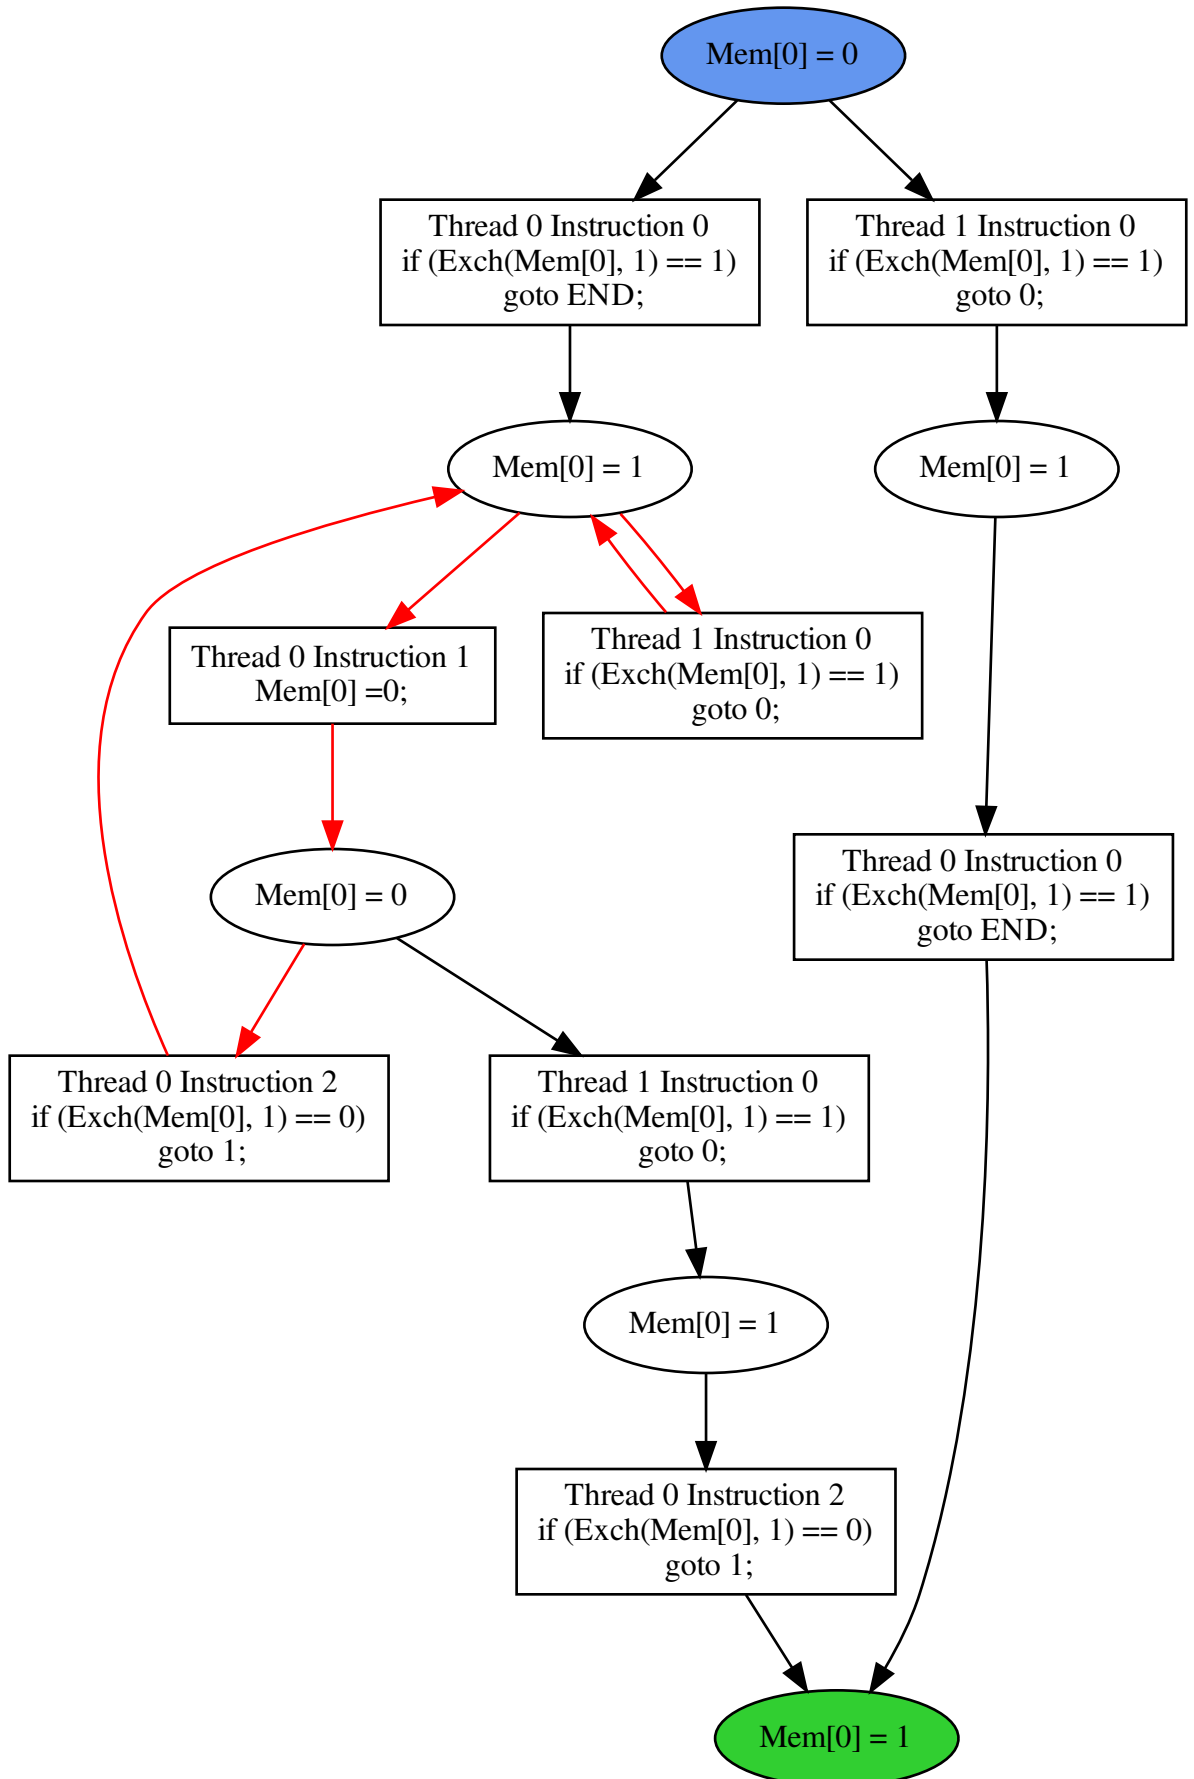 Mem[0] = 0
Thread 0 Instruction 0
if (Exch(Mem[0], 1) == 1)
goto END;
Thread 1 Instruction 0
if (Exch(Mem[0], 1) == 1)
goto 0;
Mem[0] = 1
Mem[0] = 1
Thread 0 Instruction 1
Mem[0] =0;
Thread 1 Instruction 0
if (Exch(Mem[0], 1) == 1)
goto 0;
Mem[0] = 0
Thread 0 Instruction 0
if (Exch(Mem[0], 1) == 1)
goto END;
Thread 0 Instruction 2
if (Exch(Mem[0], 1) == 0)
goto 1;
Thread 1 Instruction 0
if (Exch(Mem[0], 1) == 1)
goto 0;
Mem[0] = 1
Thread 0 Instruction 2
if (Exch(Mem[0], 1) == 0)
goto 1;
Mem[0] = 1